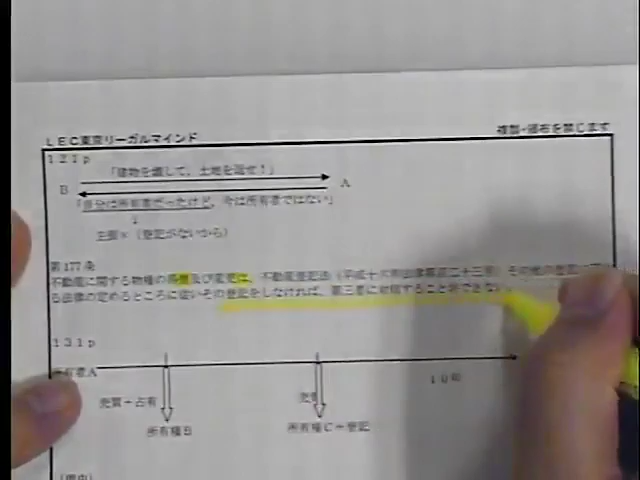 LEC東京リーガルマインド
複製・頒布を禁じます
121p
「建物を壊して、土地を返せ!」
B
A
「自分は所有者だったけど、今は所有者ではない」
↓
主張×(登記がないから)
第177条
不動産に関する物権の得喪及び変更は、不動産登記法(平成十六年法律第百二十三号)その他の登記に
る法律の定めるところに従いその登記をしなければ、第三者に対抗することができない。
131p
所有者A
10年
売買+占有
売買
所有権B
所有権C+登記